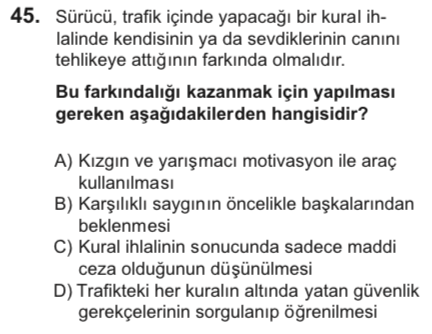 45. Sürücü, trafik içinde yapacağı bir kural ih-
lalinde kendisinin ya da sevdiklerinin canını
tehlikeye attığının farkında olmalıdır.
Bu farkındalığı kazanmak için yapılması
gereken aşağıdakilerden hangisidir?
A) Kızgın ve yarışmacı motivasyon ile araç
kullanılması
B) Karşılıklı saygının öncelikle başkalarından
beklenmesi
C) Kural ihlalinin sonucunda sadece maddi
ceza olduğunun düşünülmesi
D) Trafikteki her kuralın altında yatan güvenlik
gerekçelerinin sorgulanıp öğrenilmesi